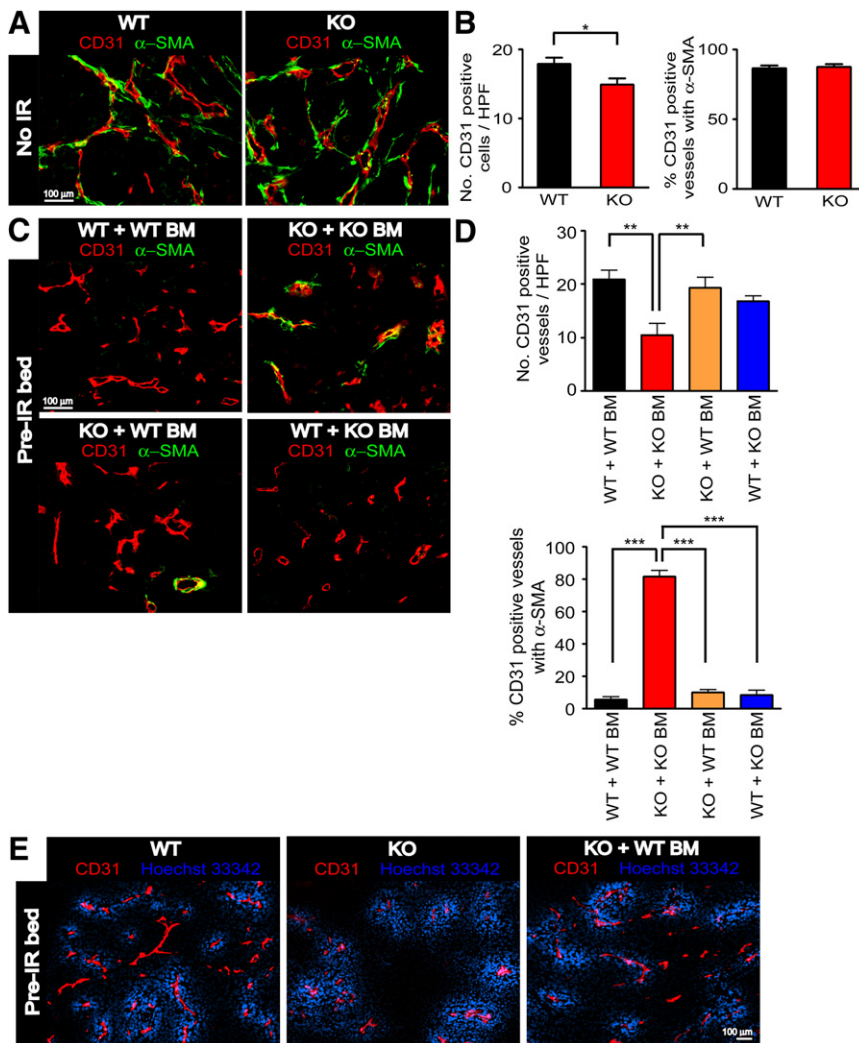 A
WT
CD31 α–SMA
KO
CD31 α–SMA
No IR
100 µm
B
*
20
10
0
No. CD31 positive
cells / HPF
WT
KO
100
50
0
% CD31 positive
vessels with α-SMA
WT
KO
C
WT + WT BM
CD31 α–SMA
KO + KO BM
CD31 α–SMA
Pre-IR bed
100 µm
KO + WT BM
CD31 α–SMA
WT + KO BM
CD31 α–SMA
D
** **
30
20
10
0
No. CD31 positive
vessels / HPF
WT + WT BM
KO + KO BM
KO + WT BM
WT + KO BM
***
*** ***
100
80
60
40
20
0
% CD31 positive vessels
with α-SMA
WT + WT BM
KO + KO BM
KO + WT BM
WT + KO BM
E
WT
CD31 Hoechst 33342
KO
CD31 Hoechst 33342
KO + WT BM
CD31 Hoechst 33342
Pre-IR bed
100 µm